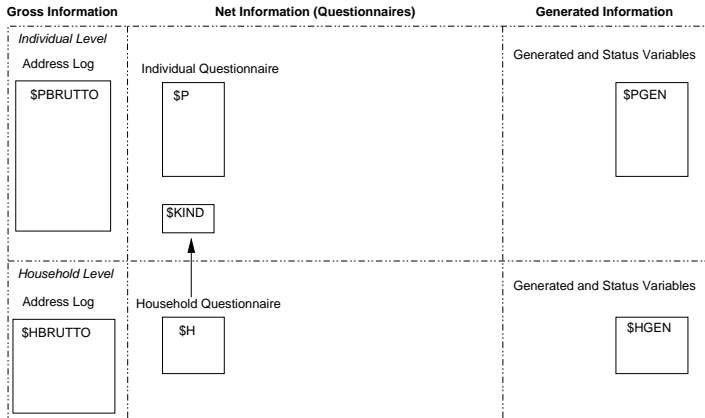 Gross Information
Net Information (Questionnaires)
Generated Information
Individual Level
Address Log
Individual Questionnaire
Generated and Status Variables
$PBRUTTO
$P
$PGEN
$KIND
Household Level
Address Log
Household Questionnaire
Generated and Status Variables
$HBRUTTO
$H
$HGEN